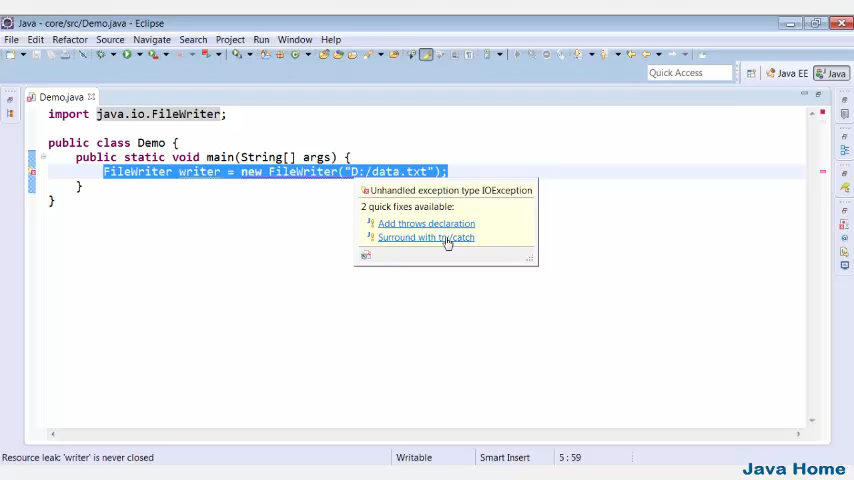 Java - core/src/Demo.java - Eclipse
File Edit Refactor Source Navigate Search Project Run Window Help
Quick Access Java EE Java
Demo.java
import java.io.FileWriter;
public class Demo {
public static void main(String[] args) {
FileWriter writer = new FileWriter("D:/data.txt");
}
}
Unhandled exception type IOException
2 quick fixes available:
Add throws declaration
Surround with try/catch
Resource leak: 'writer' is never closed Writable Smart Insert 5 : 59
Java Home